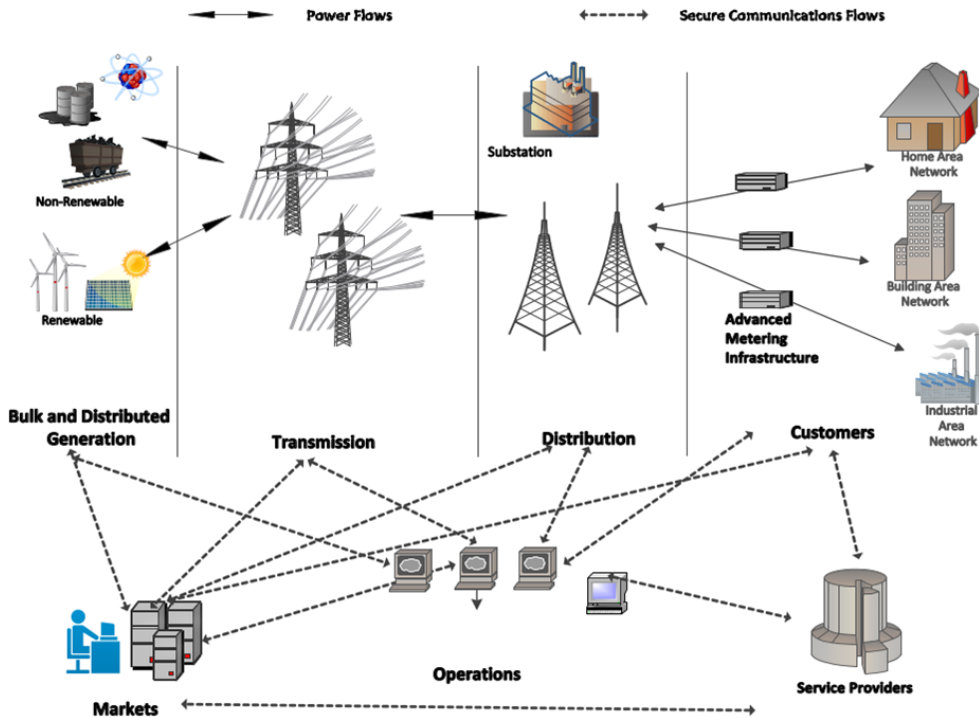 Power Flows
Secure Communications Flows
Non-Renewable
Renewable
Substation
Home Area
Network
Building Area
Network
Advanced
Metering
Infrastructure
Industrial
Area
Network
Bulk and Distributed
Generation
Transmission
Distribution
Customers
Operations
Markets
Service Providers